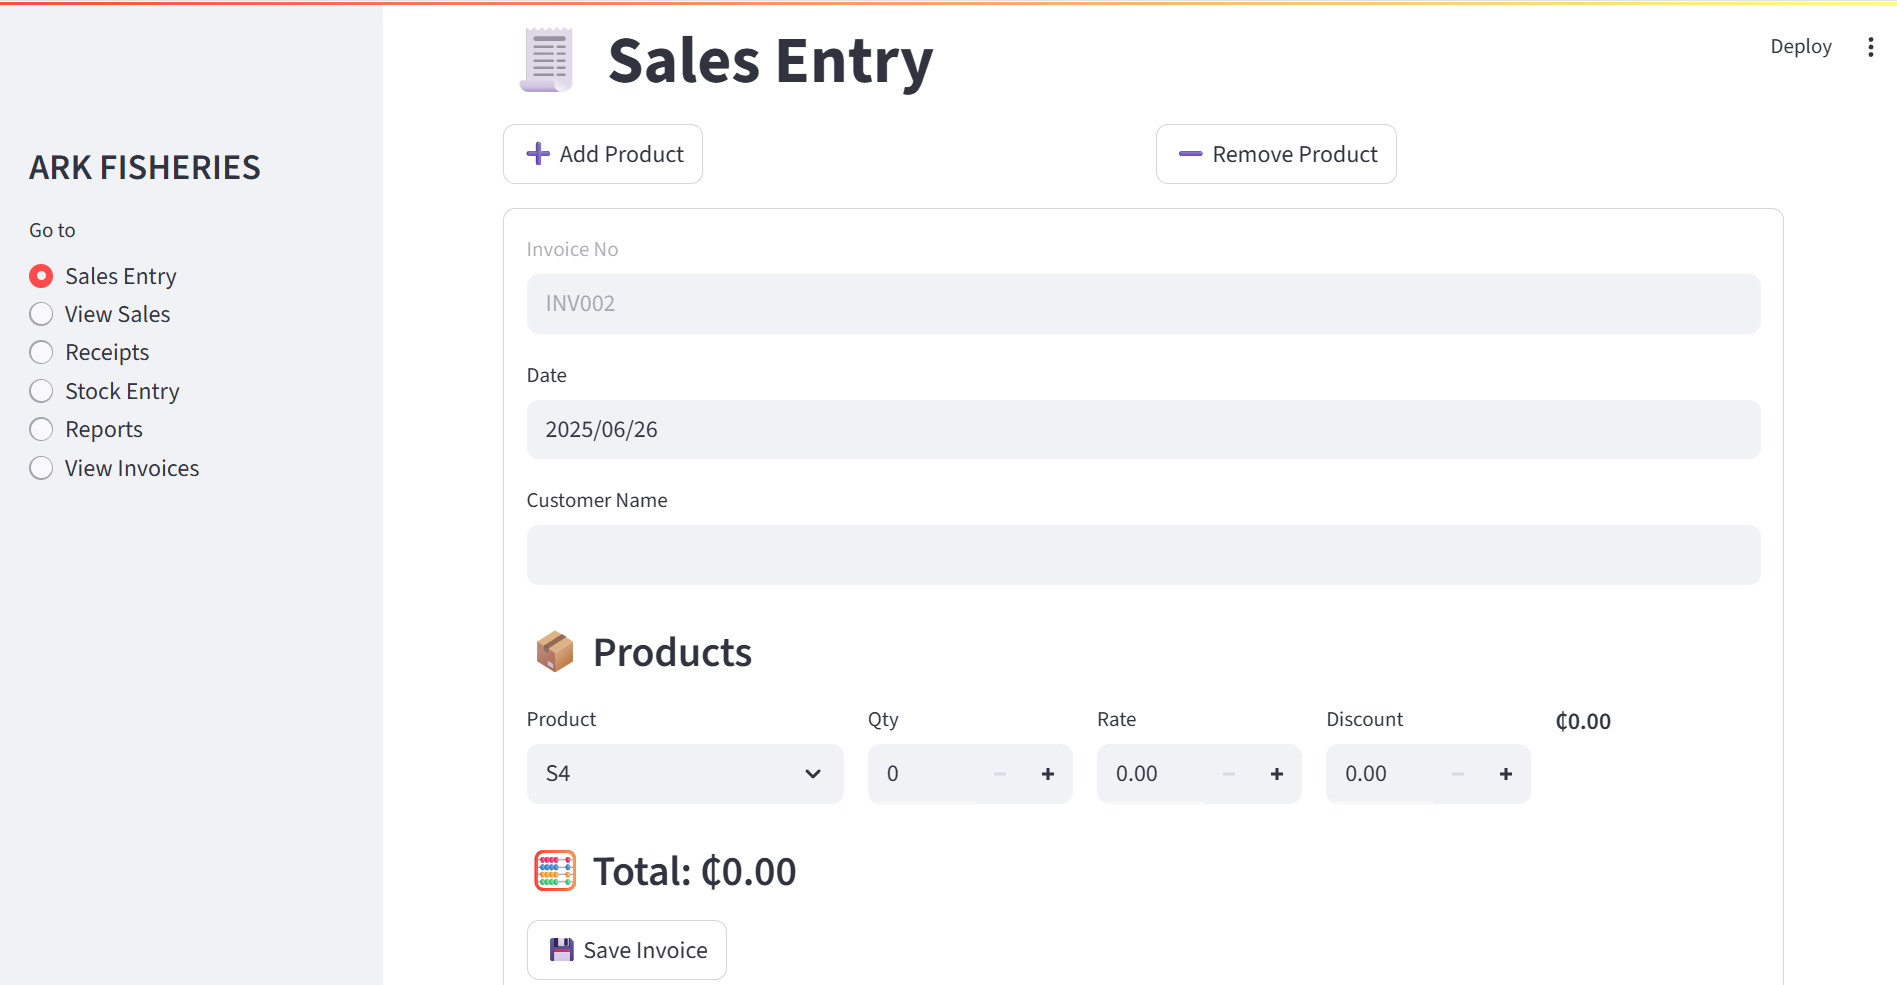 Sales Entry
Deploy
Add Product
Remove Product
ARK FISHERIES
Go to
Sales Entry
View Sales
Receipts
Stock Entry
Reports
View Invoices
Invoice No
INV002
Date
2025/06/26
Customer Name
Products
Product Qty Rate Discount ₵0.00
S4 0 0.00 0.00
Total: ₵0.00
Save Invoice